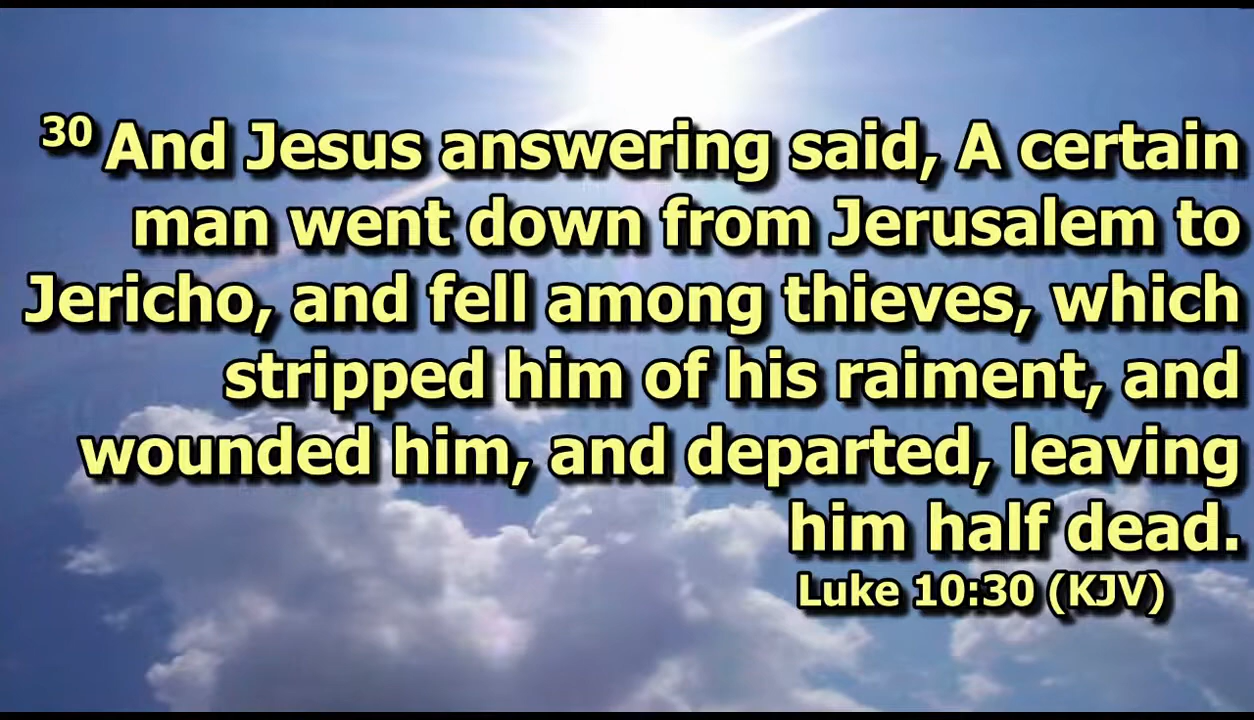 30 And Jesus answering said, A certain
man went down from Jerusalem to
Jericho, and fell among thieves, which
stripped him of his raiment, and
wounded him, and departed, leaving
him half dead.
Luke 10:30 (KJV)